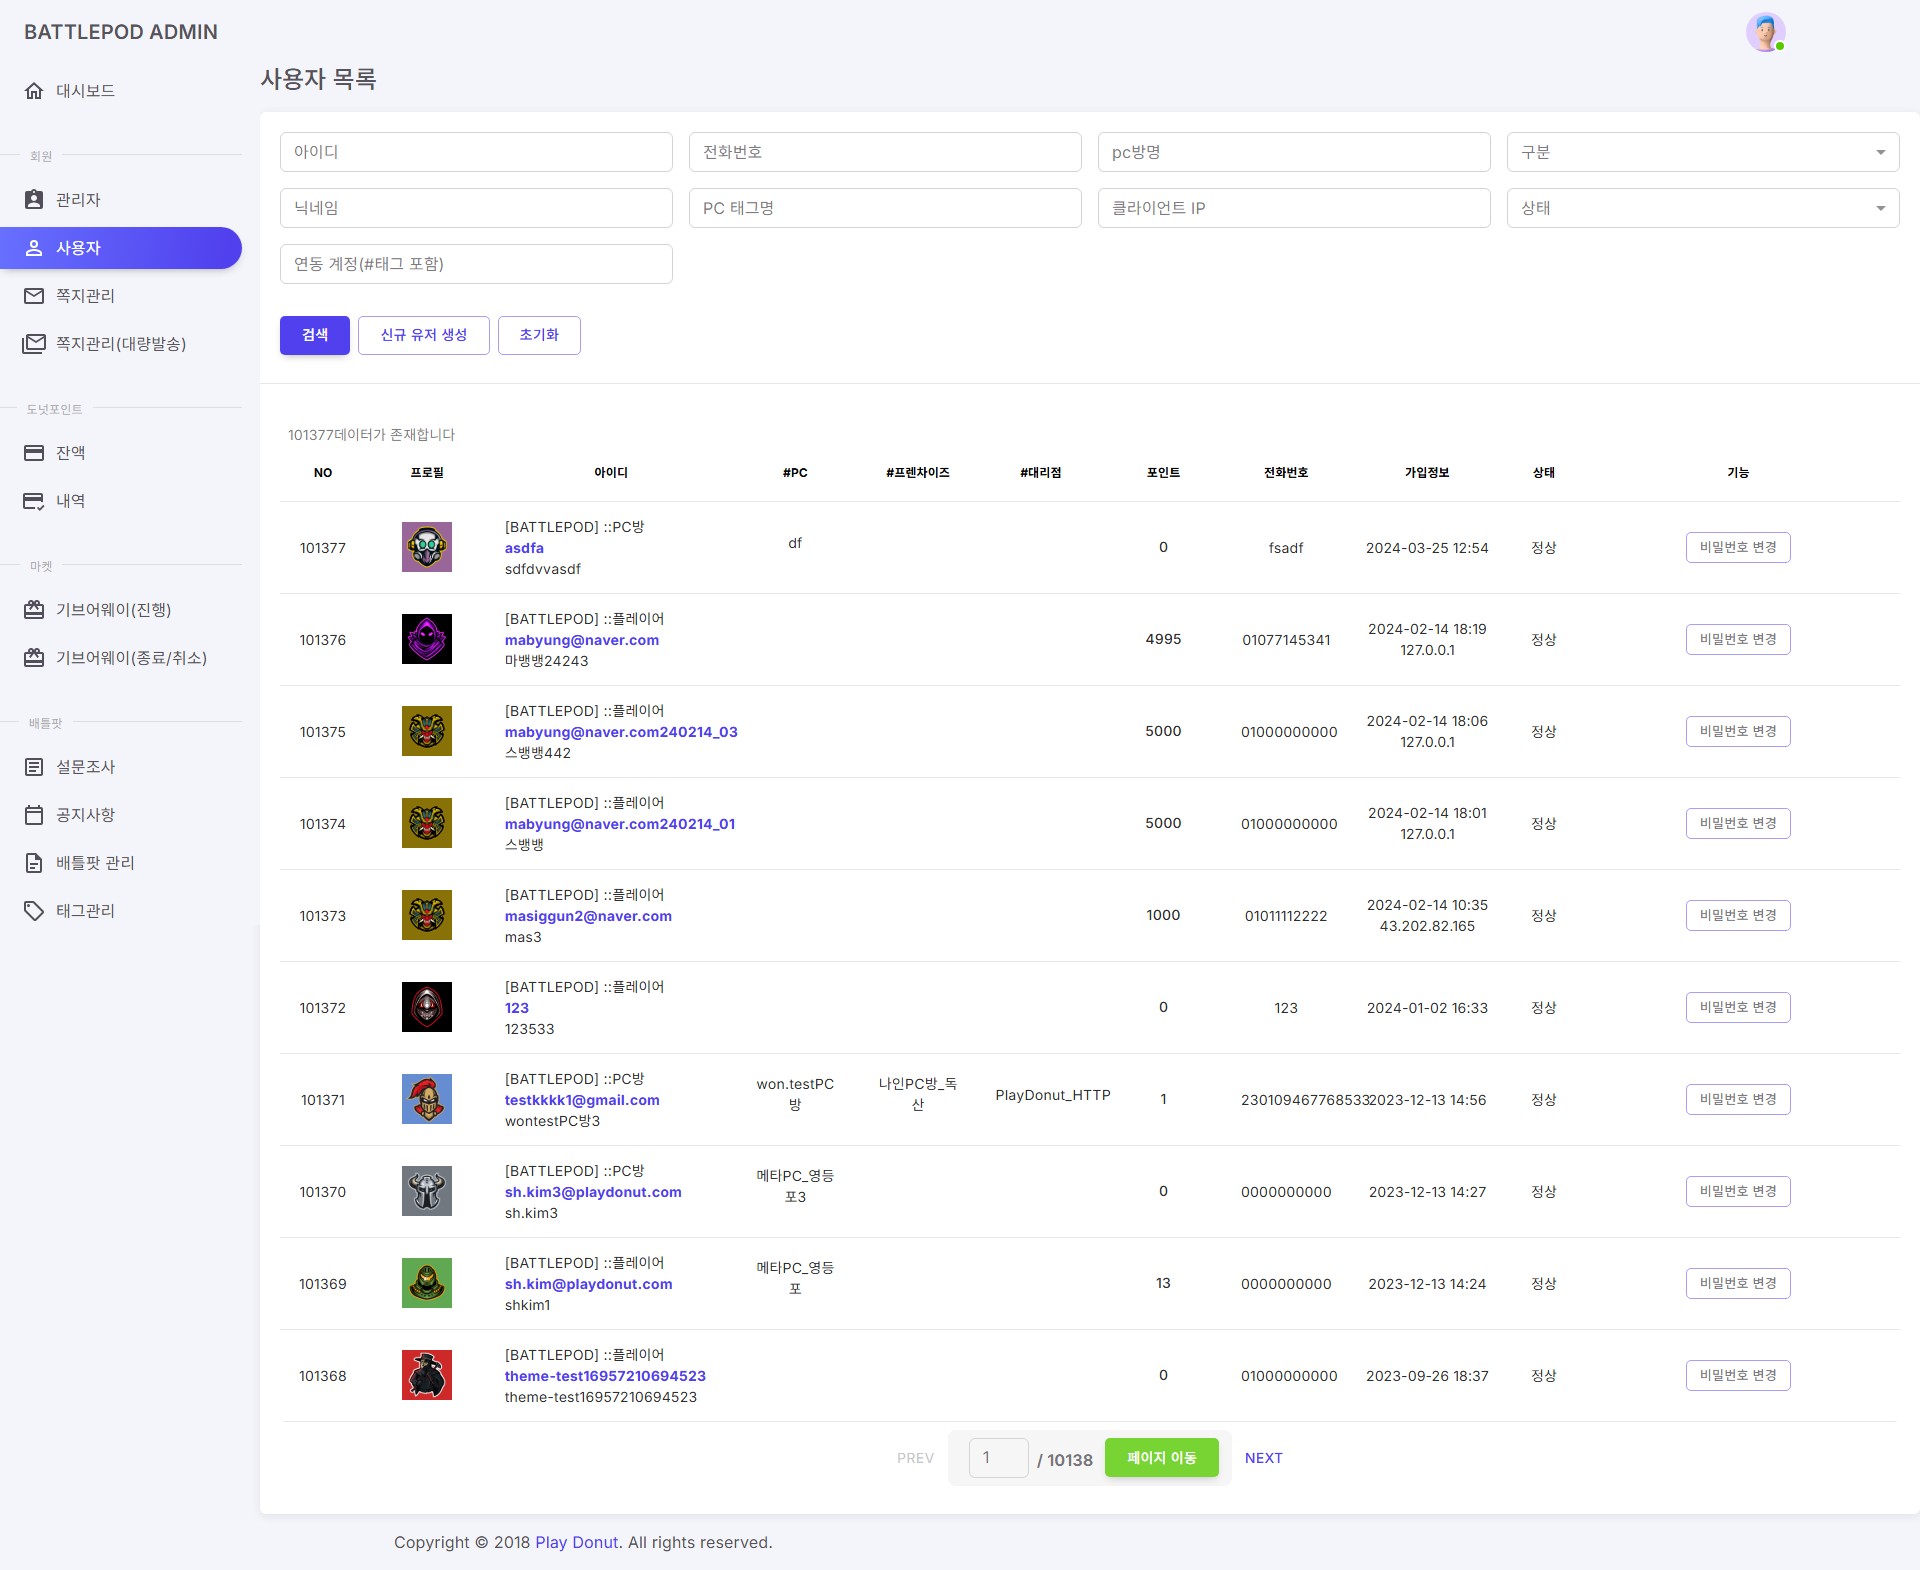 BATTLEPOD ADMIN
대시보드
회원
관리자
사용자
쪽지관리
쪽지관리(대량발송)
도넛포인트
잔액
내역
마켓
기브어웨이(진행)
기브어웨이(종료/취소)
배틀팟
설문조사
공지사항
배틀팟 관리
태그관리
사용자 목록
아이디 전화번호 pc방명 구분
닉네임 PC 태그명 클라이언트 IP 상태
연동 계정(#태그 포함)
검색 신규 유저 생성 초기화
101377데이터가 존재합니다
NO 프로필 아이디 #PC #프렌차이즈 #대리점 포인트 전화번호 가입정보 상태 기능
[BATTLEPOD] ::PC방
101377 asdfa df 0 fsadf 2024-03-25 12:54 정상 비밀번호 변경
sdfdvvasdf
[BATTLEPOD] ::플레이어
101376 mabyung@naver.com 4995 01077145341 2024-02-14 18:19 정상 비밀번호 변경
마뱅뱅24243 127.0.0.1
[BATTLEPOD] ::플레이어
101375 mabyung@naver.com240214_03 5000 01000000000 2024-02-14 18:06 정상 비밀번호 변경
스뱅뱅442 127.0.0.1
[BATTLEPOD] ::플레이어
101374 mabyung@naver.com240214_01 5000 01000000000 2024-02-14 18:01 정상 비밀번호 변경
스뱅뱅 127.0.0.1
[BATTLEPOD] ::플레이어
101373 masiggun2@naver.com 1000 01011112222 2024-02-14 10:35 정상 비밀번호 변경
mas3 43.202.82.165
[BATTLEPOD] ::플레이어
101372 123 0 123 2024-01-02 16:33 정상 비밀번호 변경
123533
[BATTLEPOD] ::PC방 won.testPC 나인PC방_독
101371 testkkkk1@gmail.com 방 산 PlayDonut_HTTP 1 230109467768533 2023-12-13 14:56 정상 비밀번호 변경
wontestPC방3
[BATTLEPOD] ::PC방 메타PC_영등
101370 sh.kim3@playdonut.com 포3 0 0000000000 2023-12-13 14:27 정상 비밀번호 변경
sh.kim3
[BATTLEPOD] ::플레이어 메타PC_영등
101369 sh.kim@playdonut.com 포 13 0000000000 2023-12-13 14:24 정상 비밀번호 변경
shkim1
[BATTLEPOD] ::플레이어
101368 theme-test16957210694523 0 01000000000 2023-09-26 18:37 정상 비밀번호 변경
theme-test16957210694523
PREV 1 / 10138 페이지 이동 NEXT
Copyright © 2018 Play Donut. All rights reserved.